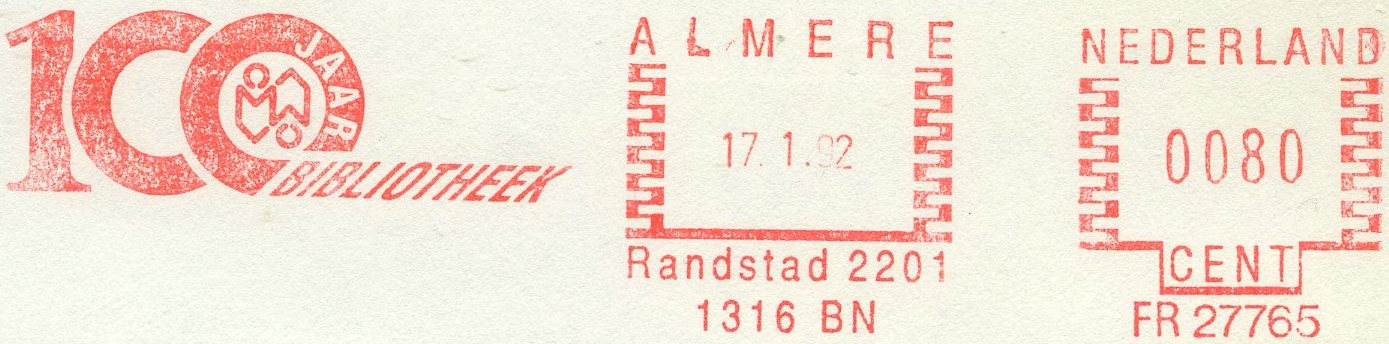 100
JAAR
BIBLIOTHEEK
ALMERE
17.1.92
Randstad 2201
1316 BN
NEDERLAND
0080
CENT
FR 27765